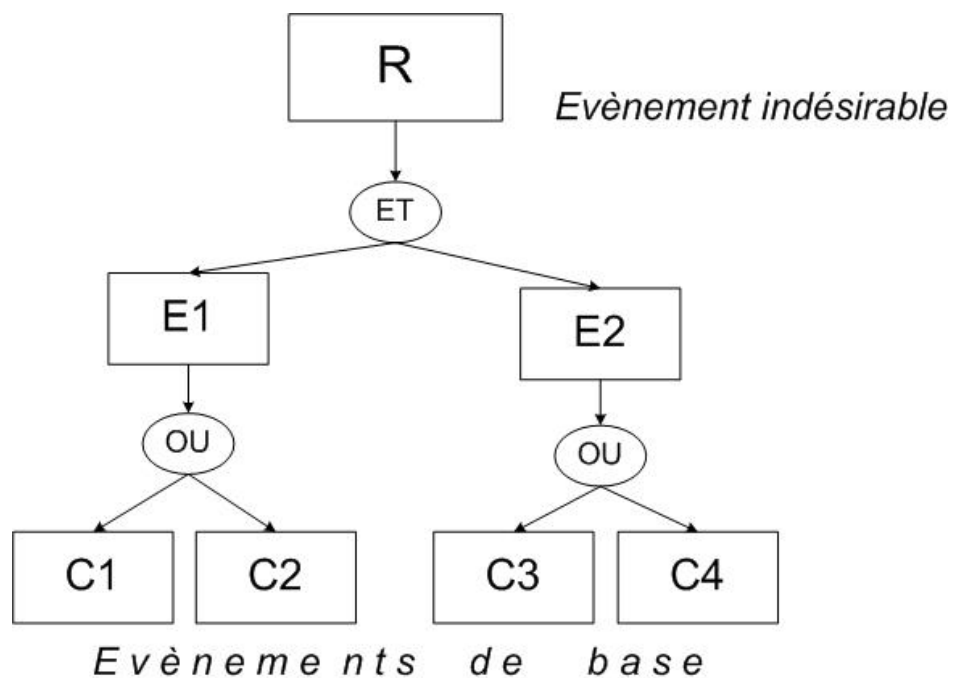 R
Evènement indésirable
ET
E1
E2
OU
OU
C1
C2
C3
C4
Evènements de base